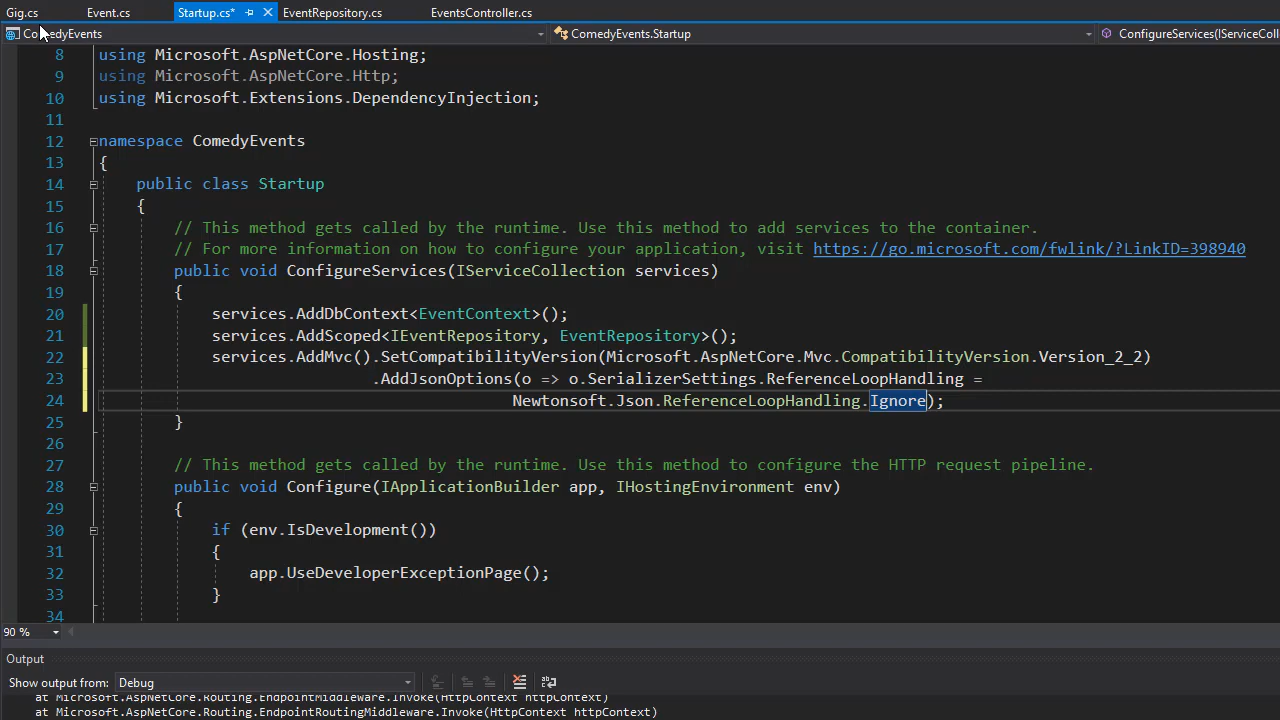 Gig.cs Event.cs Startup.cs* EventRepository.cs EventsController.cs
ComedyEvents ComedyEvents.Startup ConfigureServices(IServiceColl
8 using Microsoft.AspNetCore.Hosting;
9 using Microsoft.AspNetCore.Http;
10 using Microsoft.Extensions.DependencyInjection;
11
12 namespace ComedyEvents
13 {
14 public class Startup
15 {
16 // This method gets called by the runtime. Use this method to add services to the container.
17 // For more information on how to configure your application, visit https://go.microsoft.com/fwlink/?LinkID=398940
18 public void ConfigureServices(IServiceCollection services)
19 {
20 services.AddDbContext<EventContext>();
21 services.AddScoped<IEventRepository, EventRepository>();
22 services.AddMvc().SetCompatibilityVersion(Microsoft.AspNetCore.Mvc.CompatibilityVersion.Version_2_2)
23 .AddJsonOptions(o => o.SerializerSettings.ReferenceLoopHandling =
24 Newtonsoft.Json.ReferenceLoopHandling.Ignore);
25 }
26
27 // This method gets called by the runtime. Use this method to configure the HTTP request pipeline.
28 public void Configure(IApplicationBuilder app, IHostingEnvironment env)
29 {
30 if (env.IsDevelopment())
31 {
32 app.UseDeveloperExceptionPage();
33 }
34
90 %
Output
Show output from: Debug
at Microsoft.AspNetCore.Routing.EndpointMiddleware.Invoke(HttpContext httpContext)
at Microsoft.AspNetCore.Routing.EndpointRoutingMiddleware.Invoke(HttpContext httpContext)